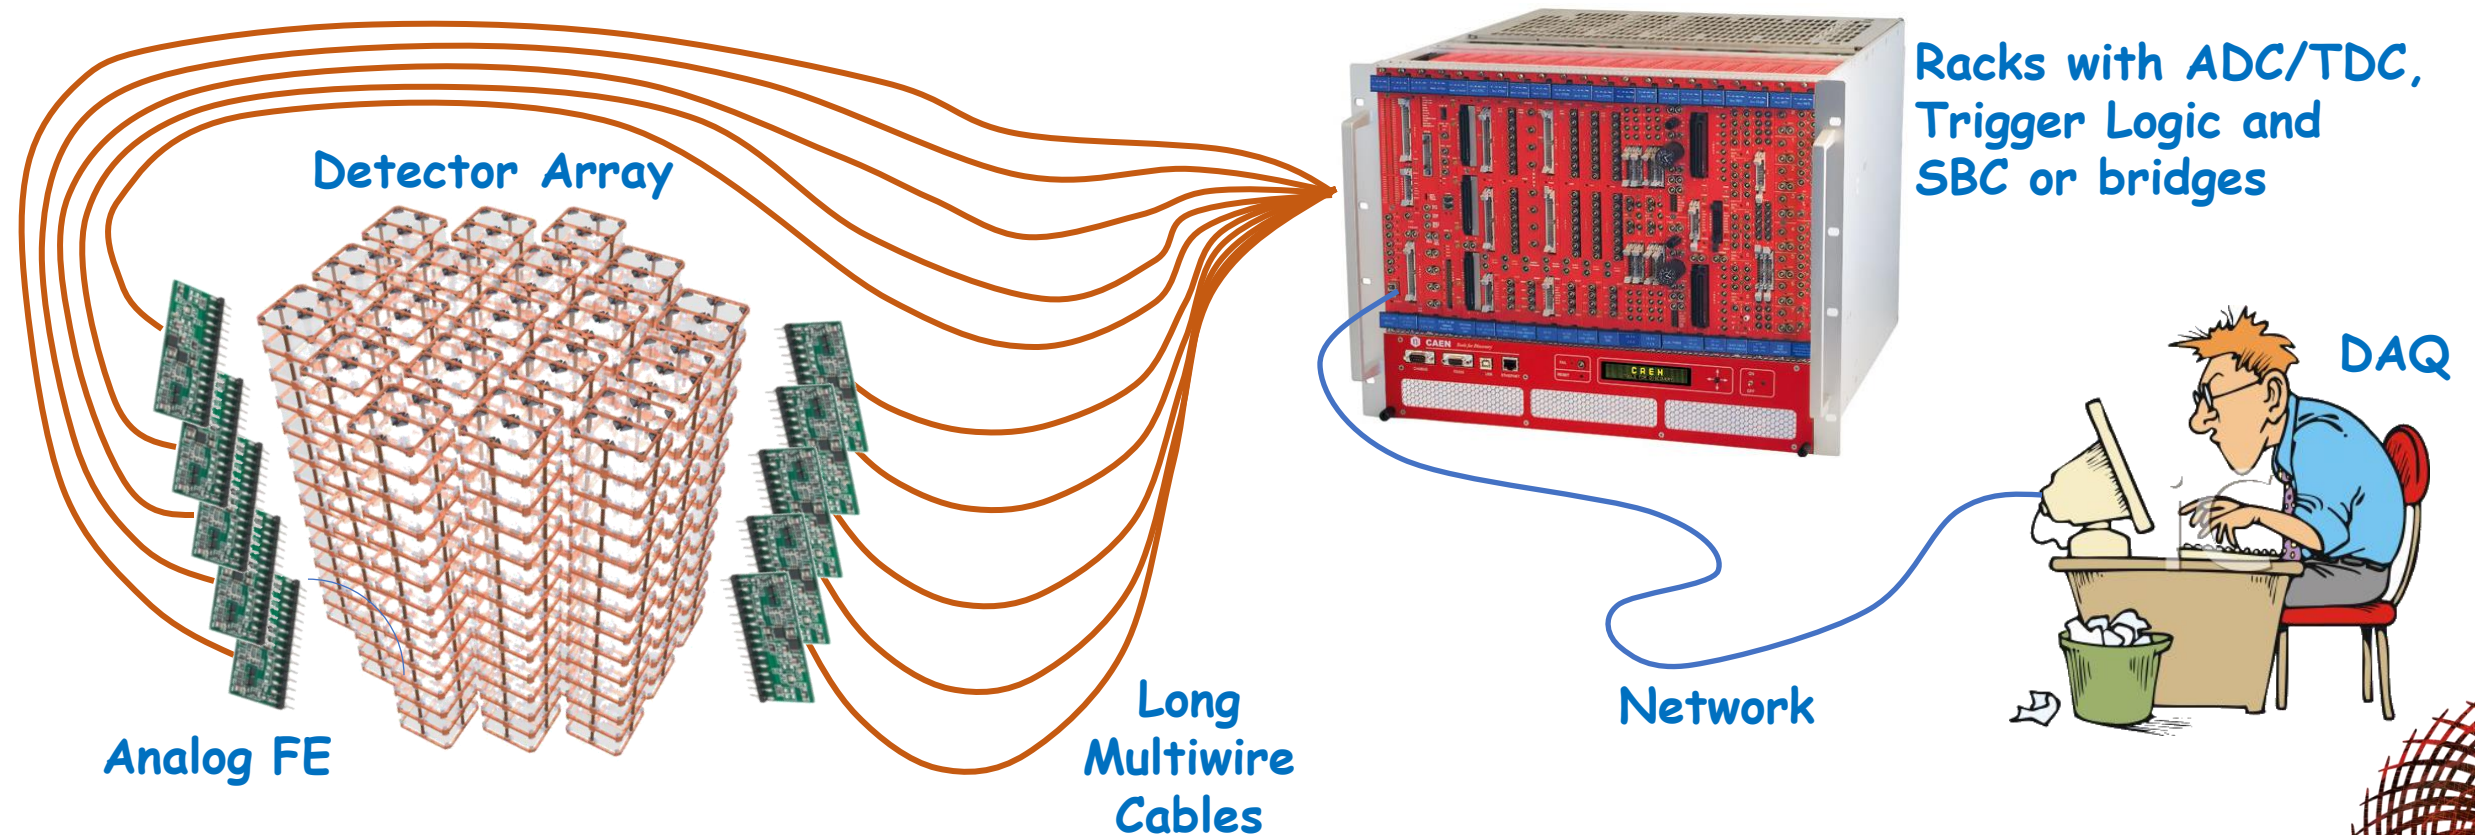 Racks with ADC/TDC,
Trigger Logic and
SBC or bridges
Detector Array
DAQ
CAEN
CAEN
Network
Long
Multiwire
Cables
Analog FE